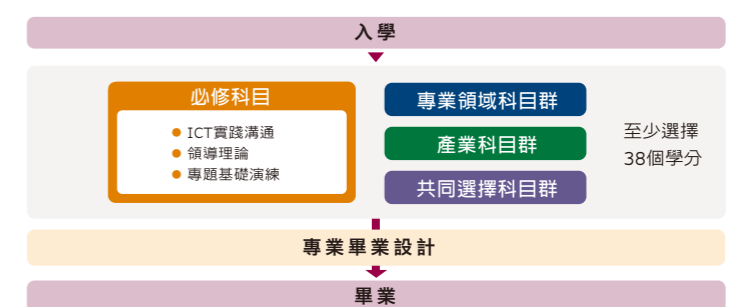 入學
必修科目
● ICT實踐溝通
● 領導理論
● 專題基礎演練
專業領域科目群
產業科目群
共同選擇科目群
至少選擇
38個學分
專業畢業設計
畢業